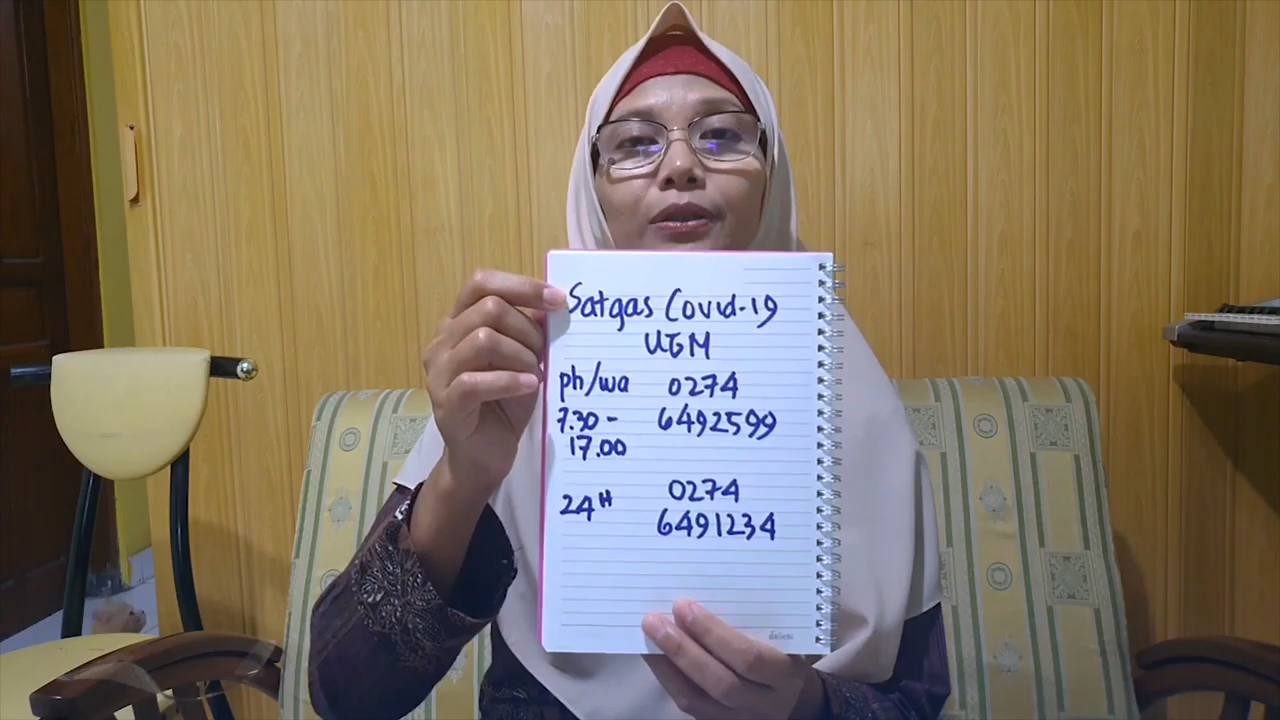 Satgas Covid-19
UGM
ph/wa 0274
7.30 - 6492599
17.00
24H 0274
6491234